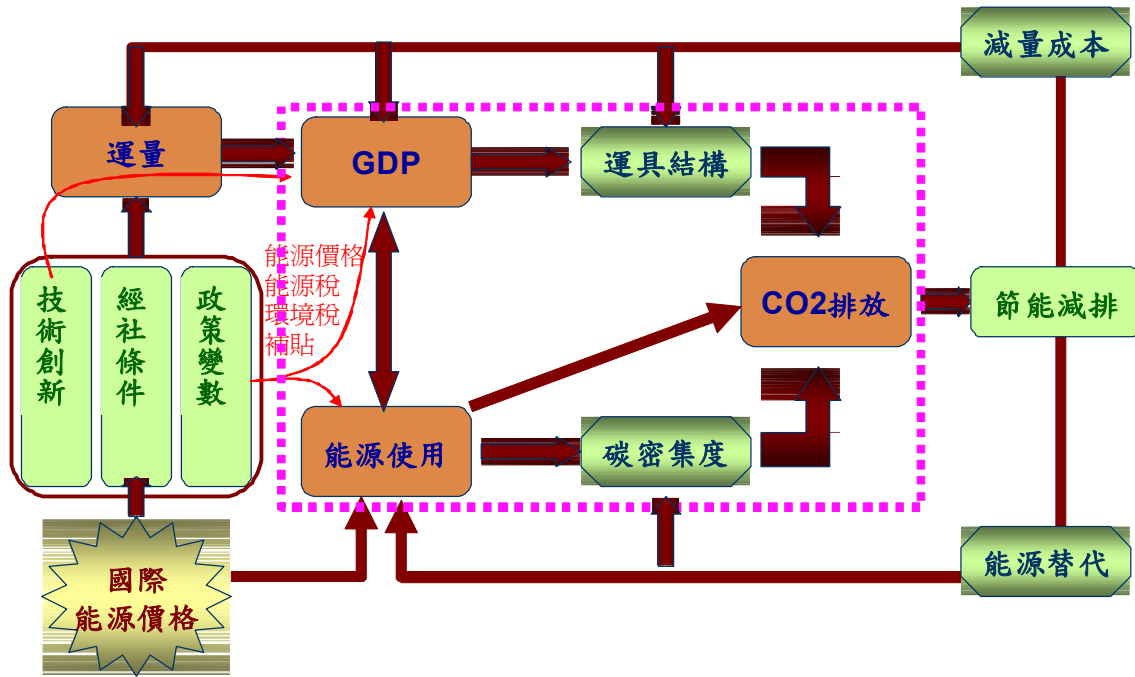 減量成本
運量
GDP
運具結構
能源價格
能源稅
環境稅
補貼
技術創新
經社條件
政策變數
CO2排放
節能減排
能源使用
碳密集度
能源替代
國際
能源價格